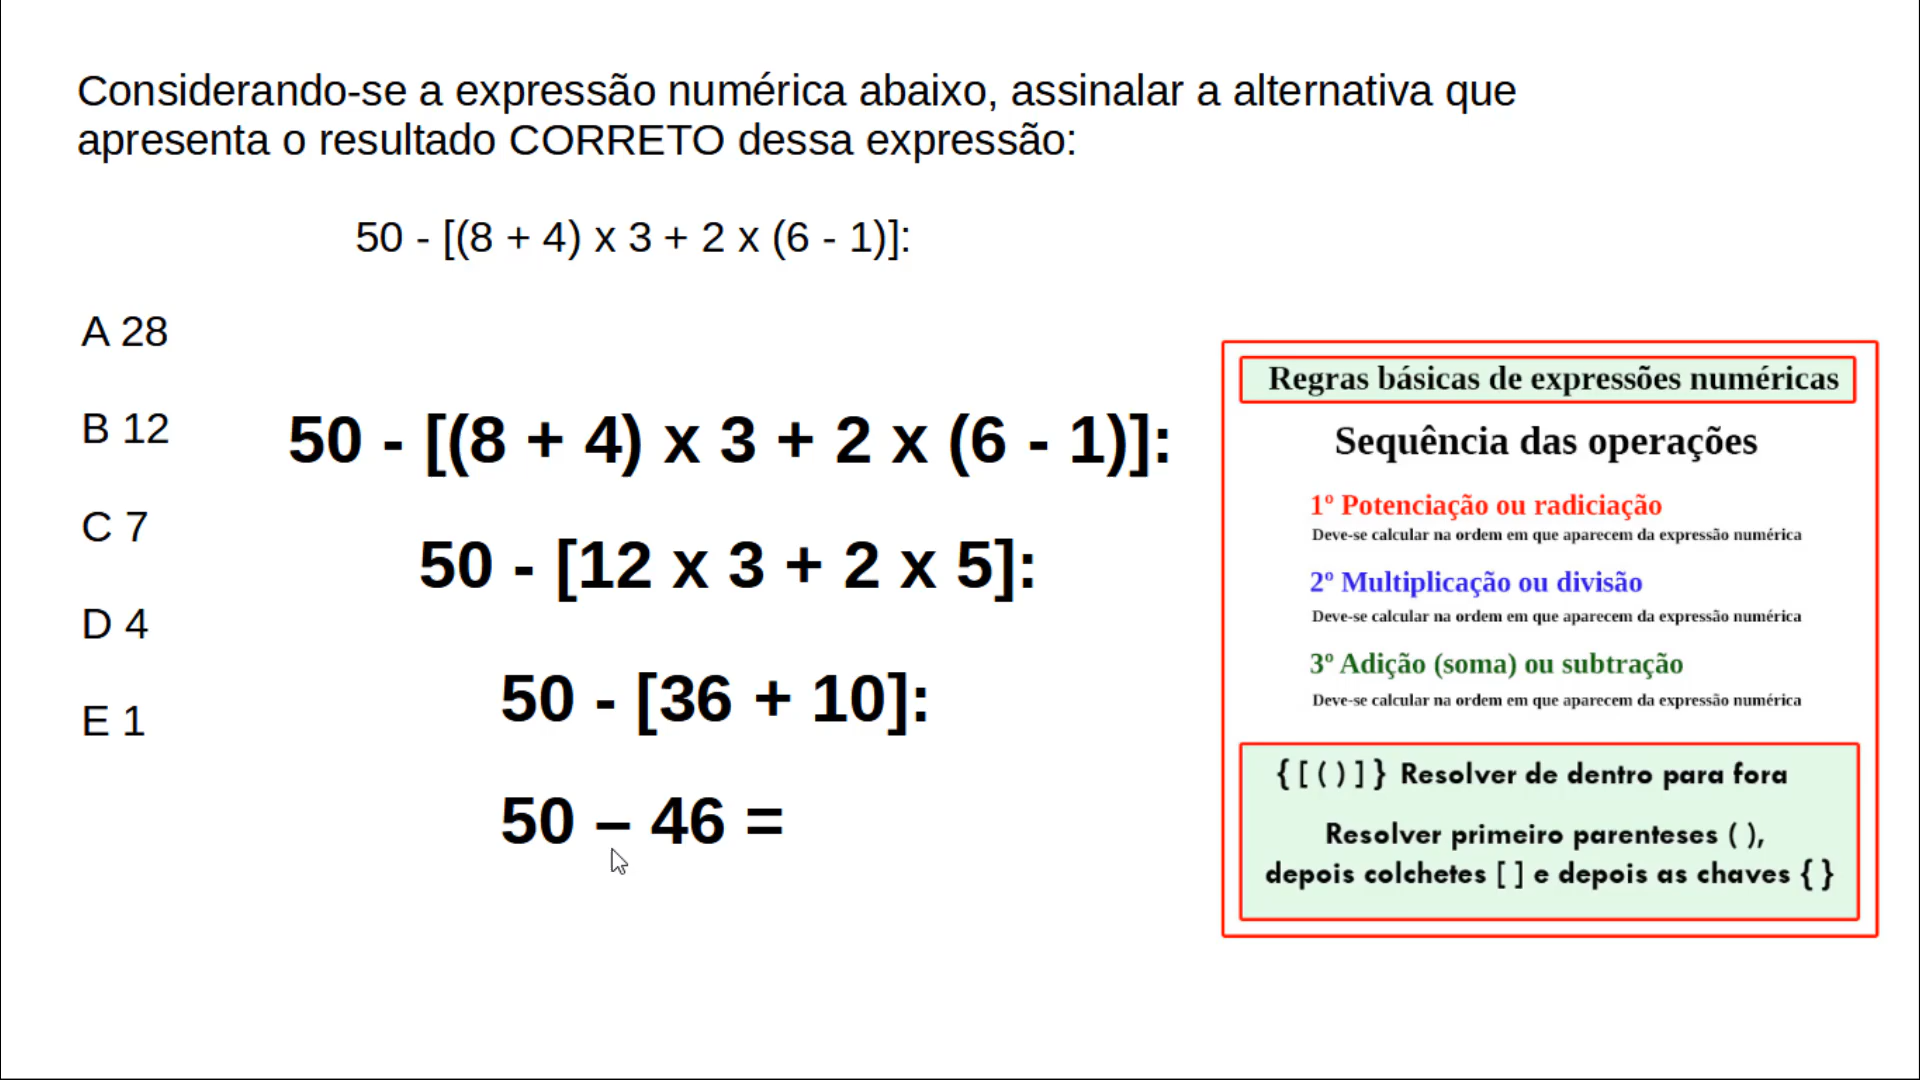 Considerando-se a expressão numérica abaixo, assinalar a alternativa que
apresenta o resultado CORRETO dessa expressão:
50 - [(8 + 4) x 3 + 2 x (6 - 1)]:
A 28
B 12
C 7
D 4
E 1
50 - [(8 + 4) x 3 + 2 x (6 - 1)]:
50 - [12 x 3 + 2 x 5]:
50 - [36 + 10]:
50 – 46 =
Regras básicas de expressões numéricas
Sequência das operações
1º Potenciação ou radiciação
Deve-se calcular na ordem em que aparecem da expressão numérica
2º Multiplicação ou divisão
Deve-se calcular na ordem em que aparecem da expressão numérica
3º Adição (soma) ou subtração
Deve-se calcular na ordem em que aparecem da expressão numérica
{ [ ( ) ] } Resolver de dentro para fora
Resolver primeiro parenteses ( ),
depois colchetes [ ] e depois as chaves { }